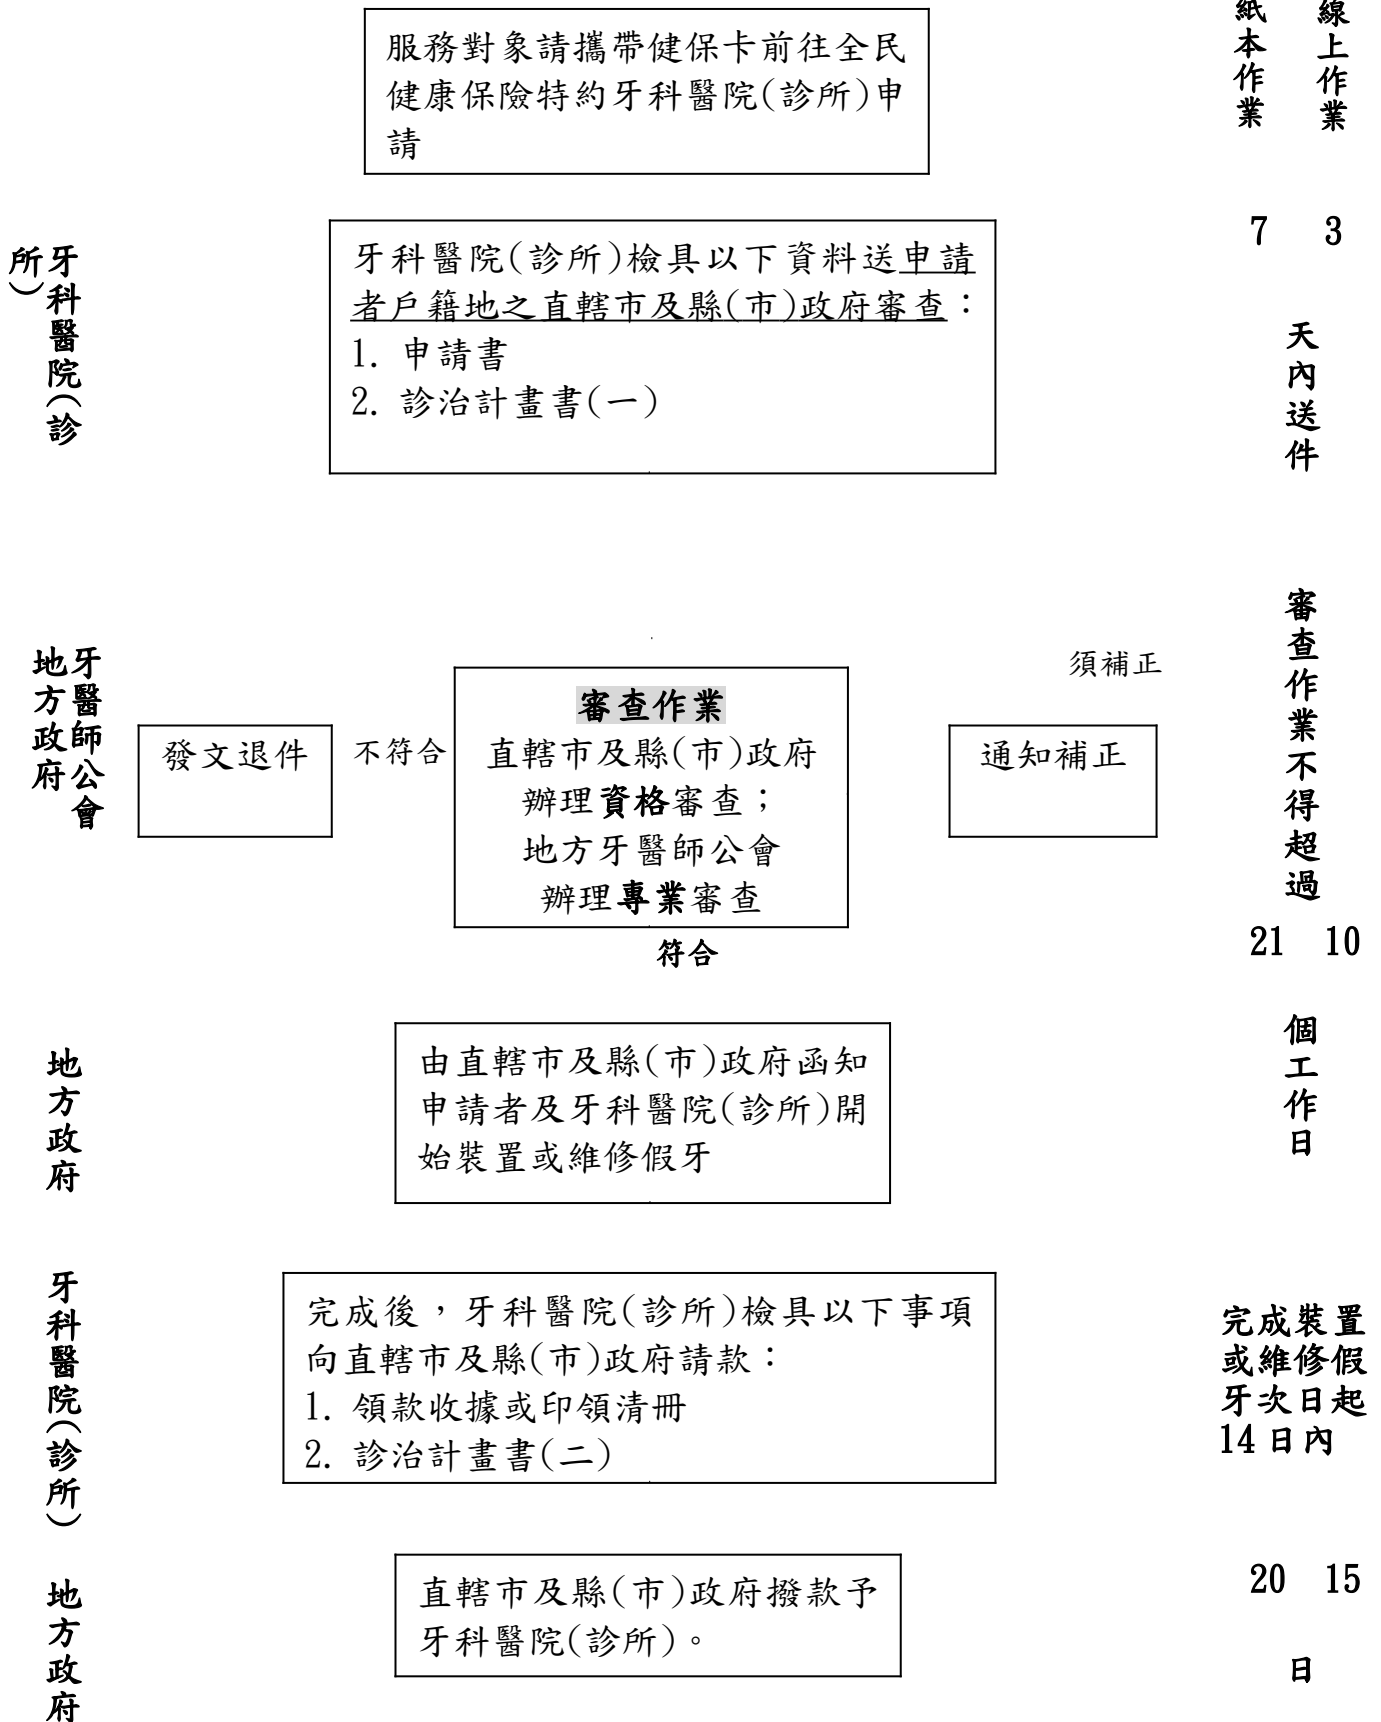 紙本作業
線上作業
服務對象請攜帶健保卡前往全民
健康保險特約牙科醫院(診所)申
請
7 3
牙科醫院(診
所)
牙科醫院(診所)檢具以下資料送申請
者戶籍地之直轄市及縣(市)政府審查：
1. 申請書
2. 診治計畫書(一)
天內送件
牙醫師公會
地方政府
發文退件
不符合
審查作業
直轄市及縣(市)政府
辦理資格審查；
地方牙醫師公會
辦理專業審查
須補正
通知補正
符合
審查作業不得超過
21 10
個工作日
地方政府
由直轄市及縣(市)政府函知
申請者及牙科醫院(診所)開
始裝置或維修假牙
牙科醫院(診所)
完成後，牙科醫院(診所)檢具以下事項
向直轄市及縣(市)政府請款：
1. 領款收據或印領清冊
2. 診治計畫書(二)
完成裝置
或維修假
牙次日起
14日內
地方政府
直轄市及縣(市)政府撥款予
牙科醫院(診所)。
20 15
日